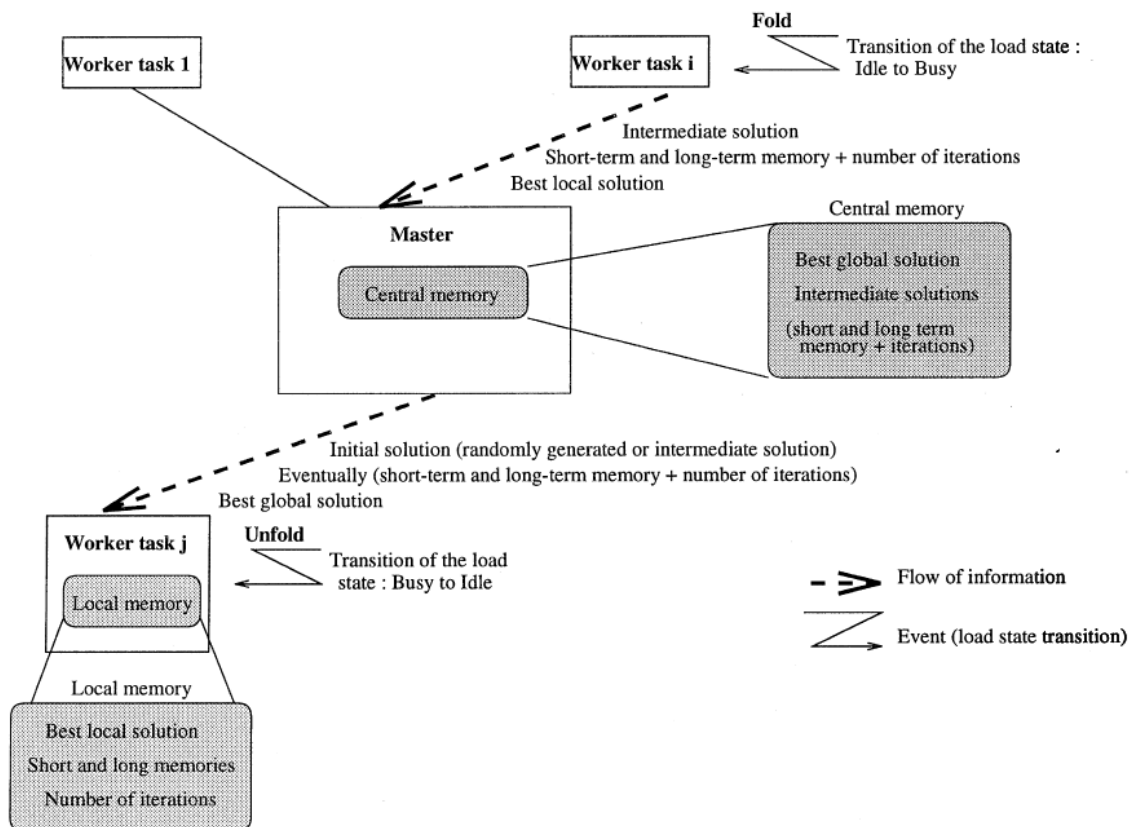 Fold
Worker task 1
Worker task i
Transition of the load state :
Idle to Busy
Intermediate solution
Short-term and long-term memory + number of iterations
Best local solution
Master
Central memory
Central memory
Best global solution
Intermediate solutions
(short and long term
memory + iterations)
Initial solution (randomly generated or intermediate solution)
Eventually (short-term and long-term memory + number of iterations)
Best global solution
Worker task j
Unfold
Transition of the load
state : Busy to Idle
Local memory
Flow of information
Event (load state transition)
Local memory
Best local solution
Short and long memories
Number of iterations